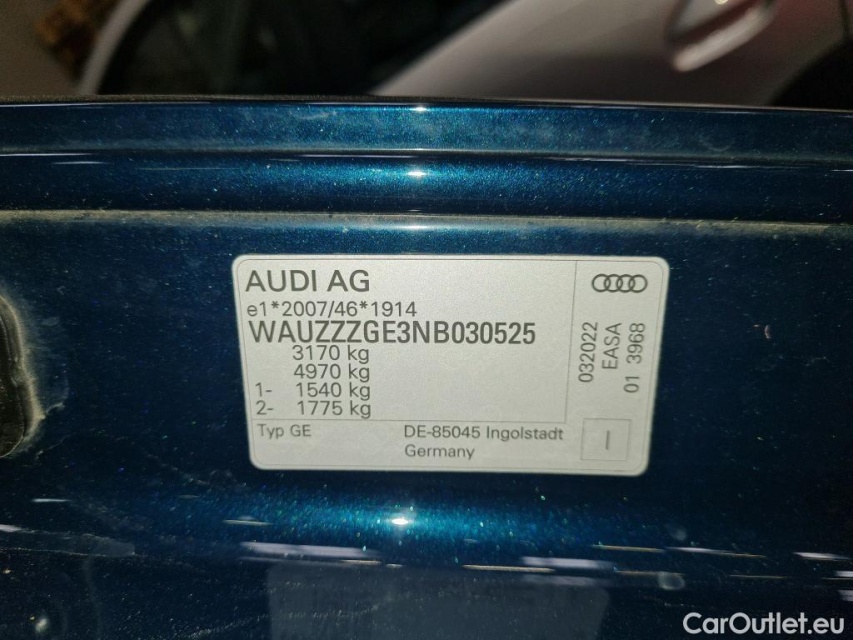 AUDI AG
e1*2007/46*1914
WAUZZZGE3NB030525
3170 kg
4970 kg
1- 1540 kg
2- 1775 kg
Typ GE
DE-85045 Ingolstadt
Germany
032022
EASA
01 3968
I
CarOutlet.eu